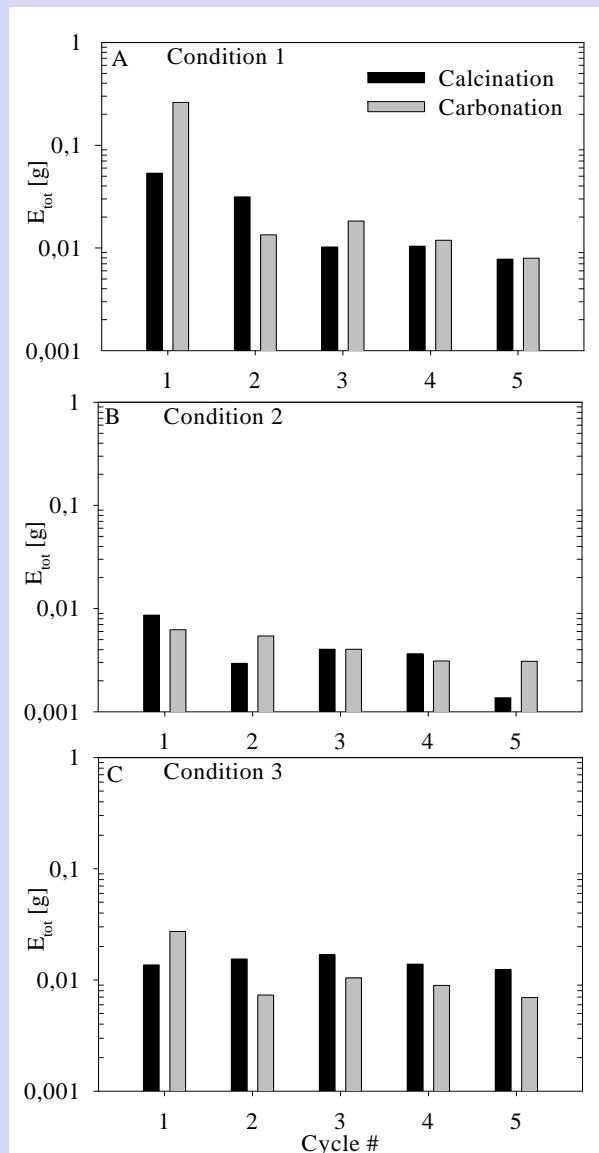 A Condition 1
Calcination
Carbonation
E_tot [g]
1
0,1
0,01
0,001
1 2 3 4 5
B Condition 2
E_tot [g]
1
0,1
0,01
0,001
1 2 3 4 5
C Condition 3
E_tot [g]
1
0,1
0,01
0,001
1 2 3 4 5
Cycle #